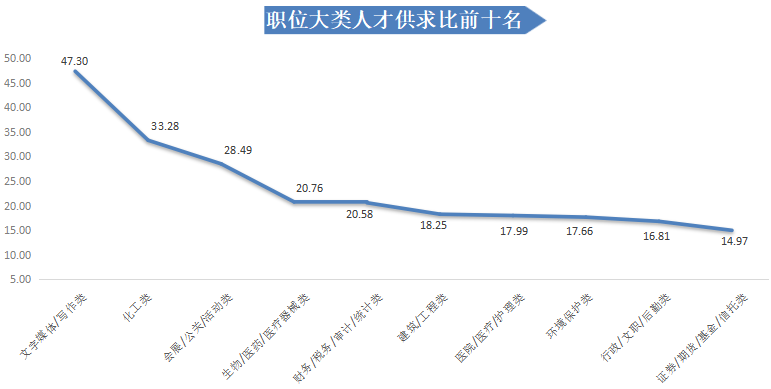 职位大类人才供求比前十名
50.00
45.00
40.00
35.00
30.00
25.00
20.00
15.00
10.00
5.00
47.30
33.28
28.49
20.76
20.58
18.25
17.99
17.66
16.81
14.97
文字媒体/写作类
化工类
会展/公关/活动类
生物/医药/医疗器械类
财务/税务/审计/统计类
建筑/工程类
医院/医疗/护理类
环境保护类
行政/文职/后勤类
证劵/期货/基金/信托类